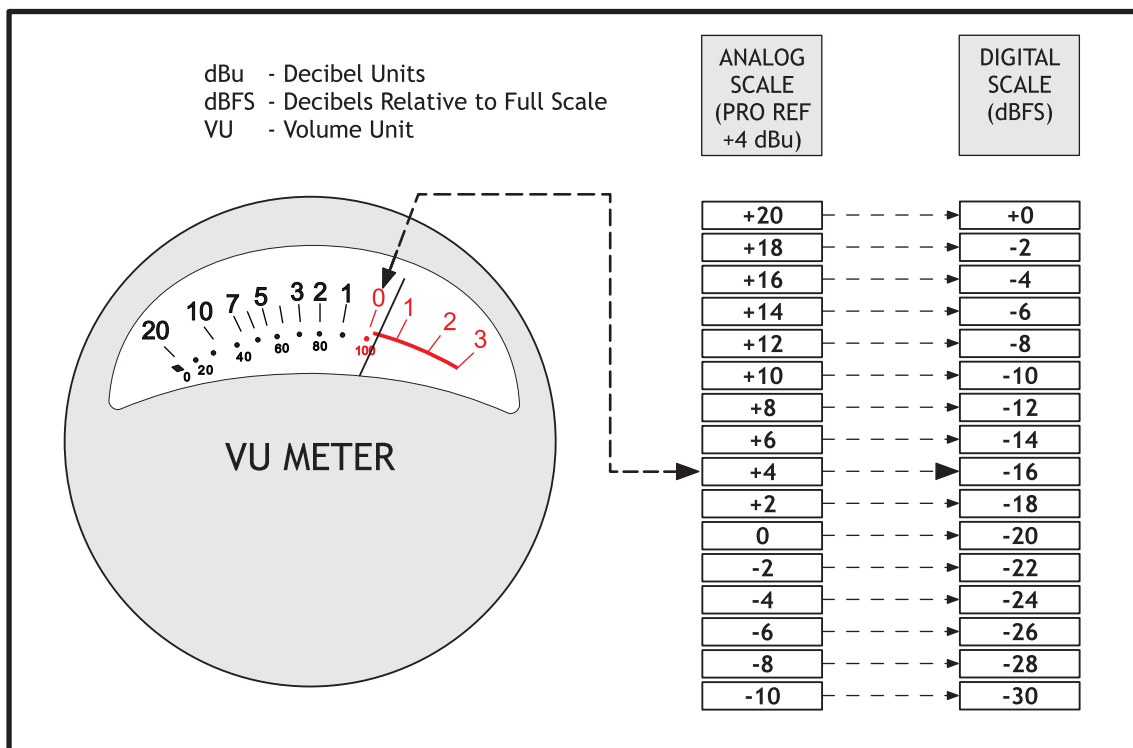 dBu - Decibel Units
dBFS - Decibels Relative to Full Scale
VU - Volume Unit
ANALOG
SCALE
(PRO REF
+4 dBu)
DIGITAL
SCALE
(dBFS)
20 10 7 5 3 2 1 0 1 2 3
0 20 40 60 80 100
VU METER
+20 +0
+18 -2
+16 -4
+14 -6
+12 -8
+10 -10
+8 -12
+6 -14
+4 -16
+2 -18
0 -20
-2 -22
-4 -24
-6 -26
-8 -28
-10 -30